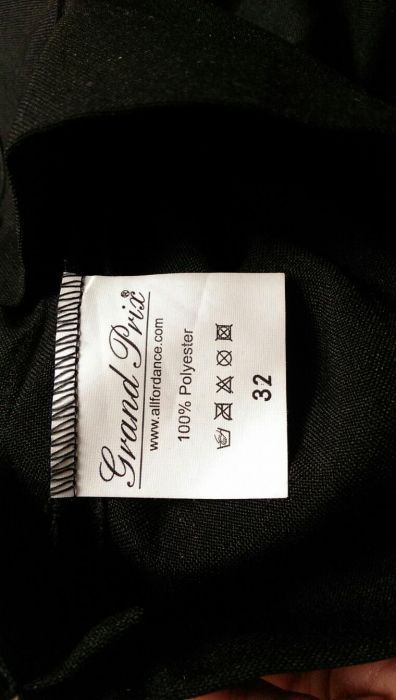 Grand Prix®
www.allfordance.com
100% Polyester
32